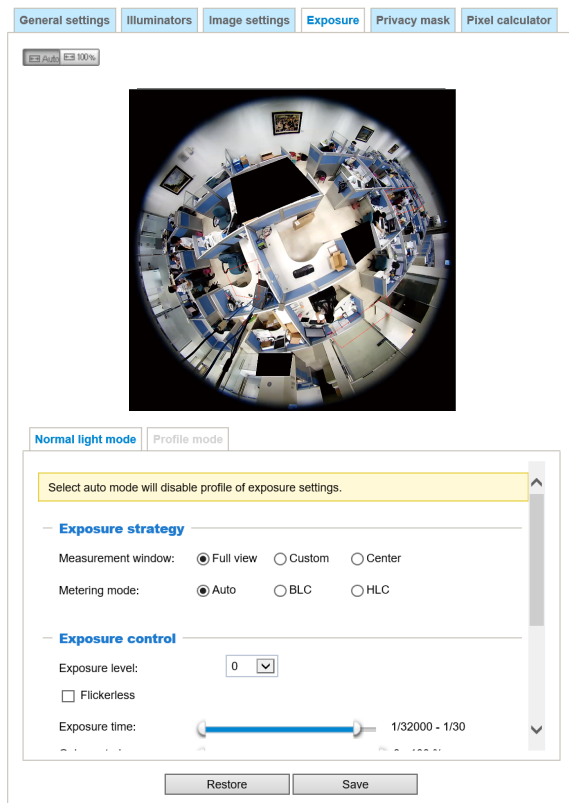 General settings Illuminators Image settings Exposure Privacy mask Pixel calculator
Auto 100%
Normal light mode Profile mode
Select auto mode will disable profile of exposure settings.
Exposure strategy
Measurement window: Full view Custom Center
Metering mode: Auto BLC HLC
Exposure control
Exposure level: 0
Flickerless
Exposure time: 1/32000 - 1/30
Restore Save